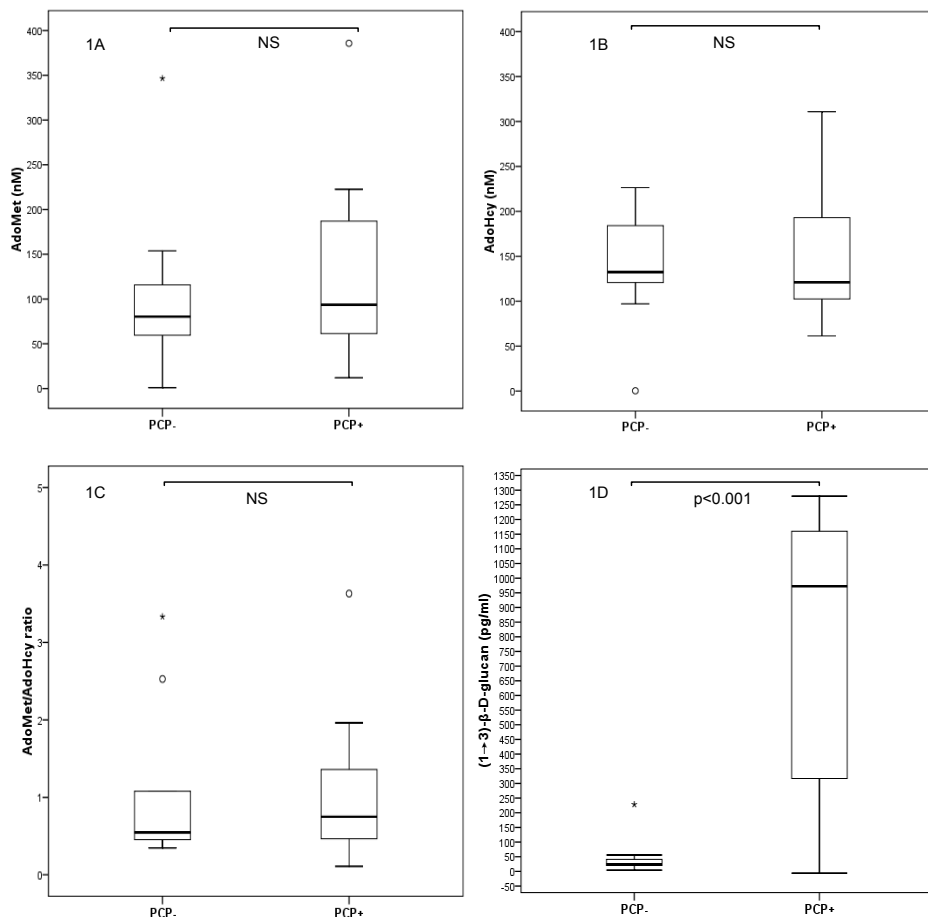 1A
NS
AdoMet (nM)
400
350
300
250
200
150
100
50
0
PCP-
PCP+
1B
NS
AdoHcy (nM)
400
350
300
250
200
150
100
50
0
PCP-
PCP+
1C
NS
AdoMet/AdoHcy ratio
5
4
3
2
1
0
PCP-
PCP+
1D
p<0.001
(1→3)-β-D-glucan (pg/ml)
1350
1300
1250
1200
1150
1100
1050
1000
950
900
850
800
750
700
650
600
550
500
450
400
350
300
250
200
150
100
50
0
-50
PCP-
PCP+